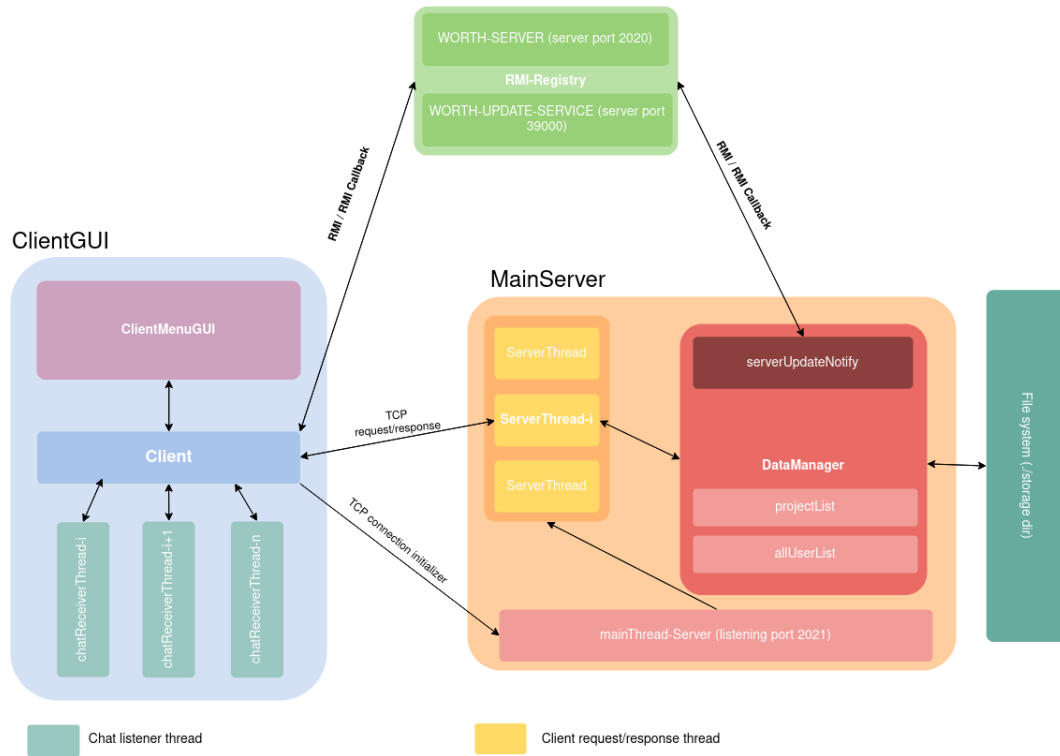 WORTH-SERVER (server port 2020)
RMI-Registry
WORTH-UPDATE-SERVICE (server port
39000)
RMI / RMI Callback
RMI / RMI Callback
ClientGUI
ClientMenuGUI
Client
chatReceiverThread-i
chatReceiverThread-i+1
chatReceiverThread-n
TCP
request/response
TCP connection initializer
MainServer
ServerThread
ServerThread-i
ServerThread
serverUpdateNotify
DataManager
projectList
allUserList
mainThread-Server (listening port 2021)
File system (./storage dir)
Chat listener thread
Client request/response thread